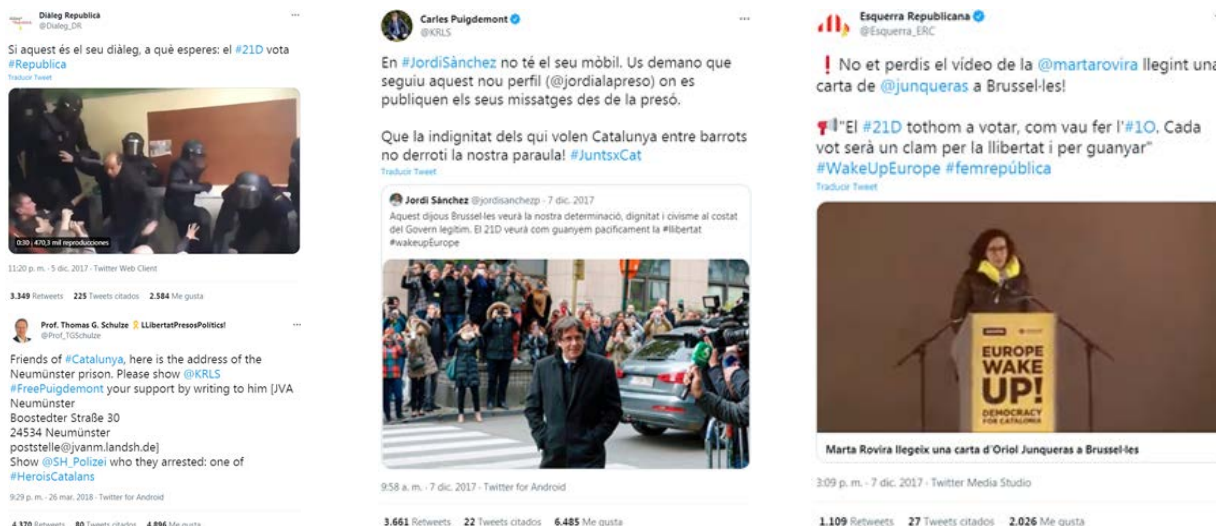 Diàleg Republicà
@Dialeg_DR
Si aquest és el seu diàleg, a què esperes: el #21D vota
#Republica
Traducir Tweet
0:30 | 470,3 mil reproducciones
11:20 p. m. · 5 dic. 2017 · Twitter Web Client
3.349 Retweets 225 Tweets citados 2.584 Me gusta
Prof. Thomas G. Schulze 🎗 LLibertatPresosPolítics!
@Prof_TGSchulze
Friends of #Catalunya, here is the address of the
Neumünster prison. Please show @KRLS
#FreePuigdemont your support by writing to him [JVA
Neumünster
Boostedter Straße 30
24534 Neumünster
poststelle@jvanm.landsh.de]
Show @SH_Polizei who they arrested: one of
#HeroisCatalans
9:29 p. m. · 26 mar. 2018 · Twitter for Android
4.370 Retweets 80 Tweets citados 4.896 Me gusta
Carles Puigdemont
@KRLS
En #JordiSànchez no té el seu mòbil. Us demano que
seguiu aquest nou perfil (@jordialapreso) on es
publiquen els seus missatges des de la presó.
Que la indignitat dels qui volen Catalunya entre barrots
no derroti la nostra paraula! #JuntsxCat
Traducir Tweet
Jordi Sánchez @jordisanchezp · 7 dic. 2017
Aquest dijous Brussel·les veurà la nostra determinació, dignitat i civisme al costat
del Govern legítim. El 21D veurà com guanyem pacíficament la #llibertat
#wakeupEurope
9:58 a. m. · 7 dic. 2017 · Twitter for Android
3.661 Retweets 22 Tweets citados 6.485 Me gusta
Esquerra Republicana
@Esquerra_ERC
❗ No et perdis el vídeo de la @martarovira llegint una
carta de @junqueras a Brussel·les!
"El #21D tothom a votar, com vau fer l'#1O. Cada
vot serà un clam per la llibertat i per guanyar"
#WakeUpEurope #femrepública
Traducir Tweet
EUROPE
WAKE
UP!
DEMOCRACY
FOR CATALONIA
Marta Rovira llegeix una carta d'Oriol Junqueras a Brussel·les
3:09 p. m. · 7 dic. 2017 · Twitter Media Studio
1.109 Retweets 27 Tweets citados 2.026 Me gusta